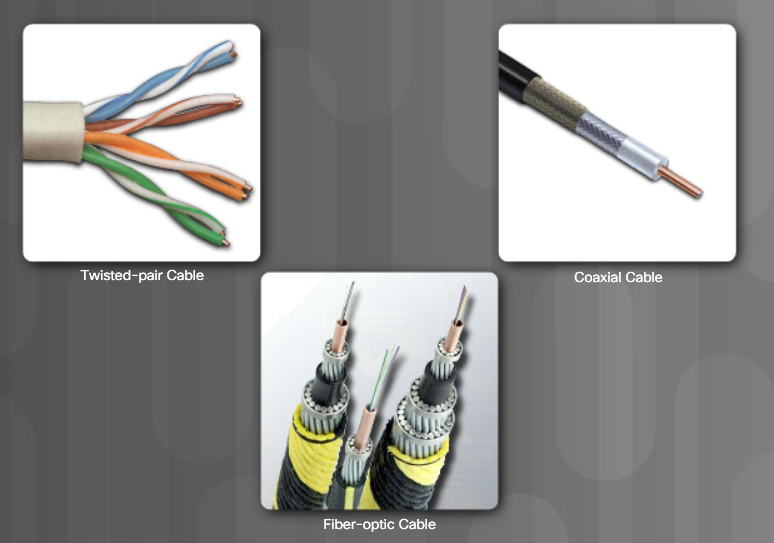 Twisted-pair Cable
Coaxial Cable
Fiber-optic Cable